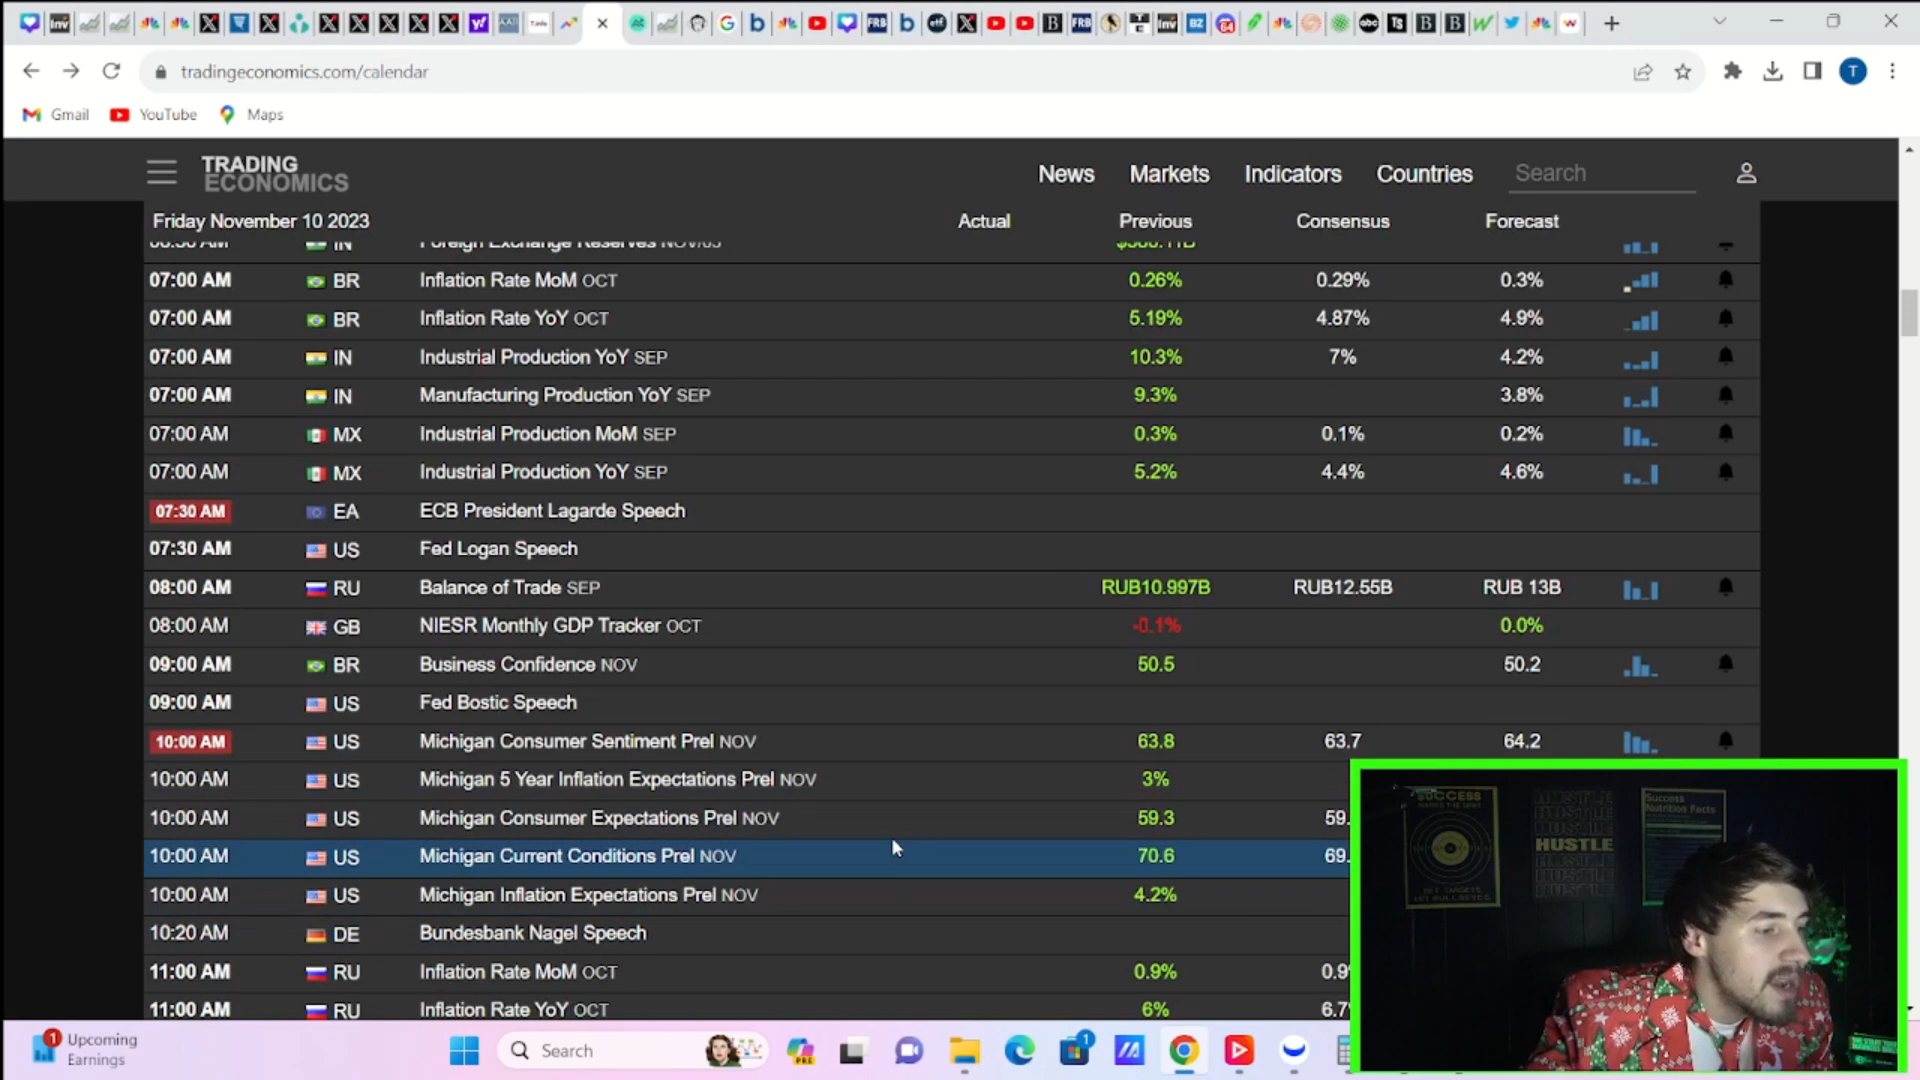 tradingeconomics.com/calendar
T
Gmail YouTube Maps
TRADING
ECONOMICS
News Markets Indicators Countries Search
Friday November 10 2023 Actual Previous Consensus Forecast
07:00 AM BR Inflation Rate MoM OCT 0.26% 0.29% 0.3%
07:00 AM BR Inflation Rate YoY OCT 5.19% 4.87% 4.9%
07:00 AM IN Industrial Production YoY SEP 10.3% 7% 4.2%
07:00 AM IN Manufacturing Production YoY SEP 9.3% 3.8%
07:00 AM MX Industrial Production MoM SEP 0.3% 0.1% 0.2%
07:00 AM MX Industrial Production YoY SEP 5.2% 4.4% 4.6%
07:30 AM EA ECB President Lagarde Speech
07:30 AM US Fed Logan Speech
08:00 AM RU Balance of Trade SEP RUB10.997B RUB12.55B RUB 13B
08:00 AM GB NIESR Monthly GDP Tracker OCT -0.1% 0.0%
09:00 AM BR Business Confidence NOV 50.5 50.2
09:00 AM US Fed Bostic Speech
10:00 AM US Michigan Consumer Sentiment Prel NOV 63.8 63.7 64.2
10:00 AM US Michigan 5 Year Inflation Expectations Prel NOV 3%
10:00 AM US Michigan Consumer Expectations Prel NOV 59.3 59.
10:00 AM US Michigan Current Conditions Prel NOV 70.6 69.
10:00 AM US Michigan Inflation Expectations Prel NOV 4.2%
10:20 AM DE Bundesbank Nagel Speech
11:00 AM RU Inflation Rate MoM OCT 0.9% 0.9
11:00 AM RU Inflation Rate YoY OCT 6% 6.7
SUCCESS
HUSTLE
Success
Nutrition Facts
1 Upcoming
Earnings
Search
1